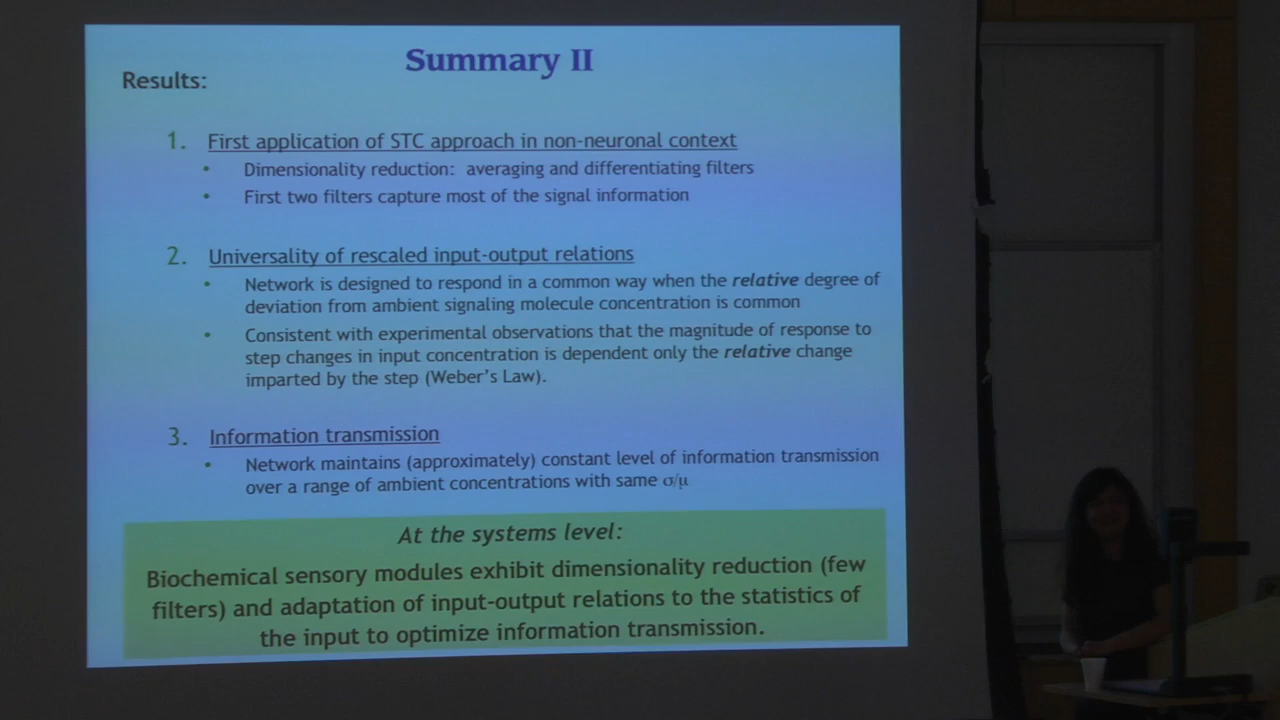 Summary II
Results:
1. First application of STC approach in non-neuronal context
• Dimensionality reduction: averaging and differentiating filters
• First two filters capture most of the signal information
2. Universality of rescaled input-output relations
• Network is designed to respond in a common way when the relative degree of
deviation from ambient signaling molecule concentration is common
• Consistent with experimental observations that the magnitude of response to
step changes in input concentration is dependent only the relative change
imparted by the step (Weber's Law).
3. Information transmission
• Network maintains (approximately) constant level of information transmission
over a range of ambient concentrations with same σ/μ
At the systems level:
Biochemical sensory modules exhibit dimensionality reduction (few
filters) and adaptation of input-output relations to the statistics of
the input to optimize information transmission.